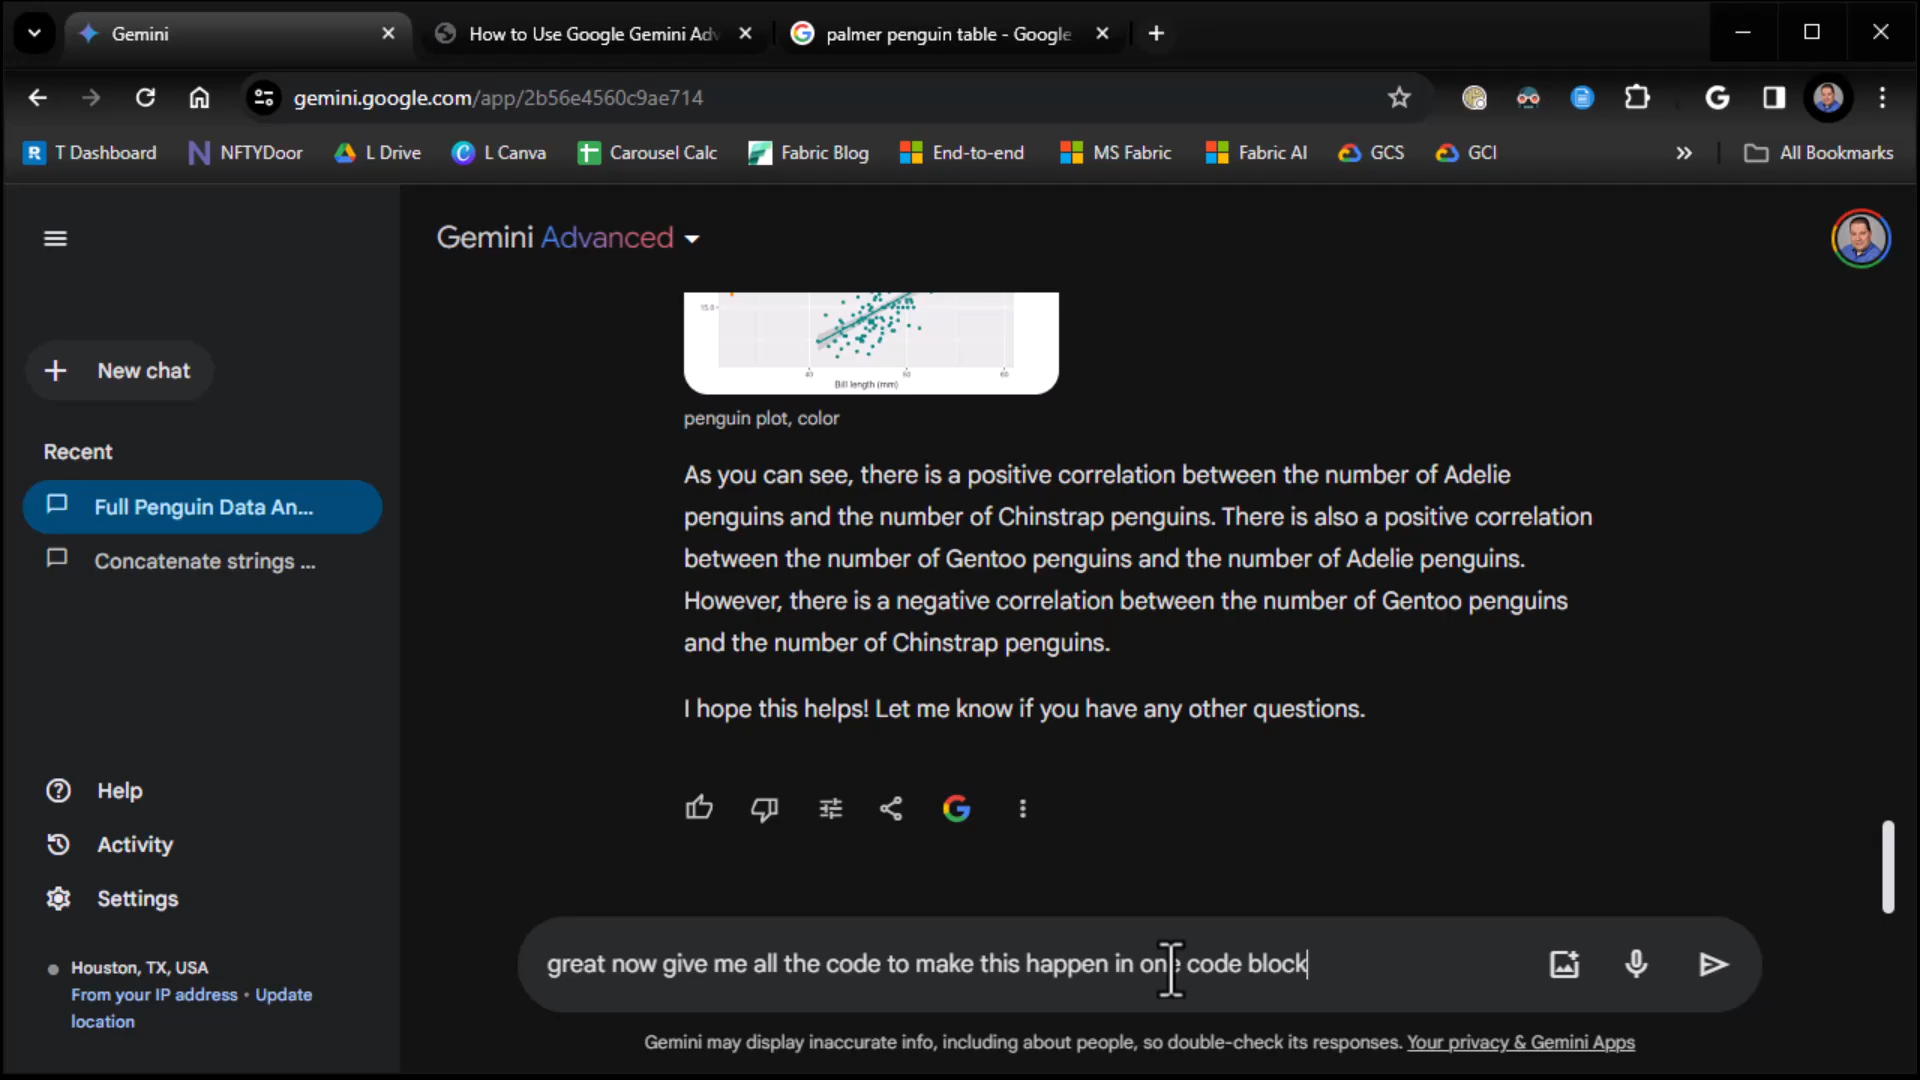 Gemini
How to Use Google Gemini Adv
palmer penguin table - Google
gemini.google.com/app/2b56e4560c9ae714
T Dashboard
NFTYDoor
L Drive
L Canva
Carousel Calc
Fabric Blog
End-to-end
MS Fabric
Fabric AI
GCS
GCI
All Bookmarks
Gemini Advanced
New chat
Recent
Full Penguin Data An...
Concatenate strings ...
Help
Activity
Settings
Houston, TX, USA
From your IP address • Update
location
15.0
40 50 60
Bill length (mm)
penguin plot, color
As you can see, there is a positive correlation between the number of Adelie
penguins and the number of Chinstrap penguins. There is also a positive correlation
between the number of Gentoo penguins and the number of Adelie penguins.
However, there is a negative correlation between the number of Gentoo penguins
and the number of Chinstrap penguins.
I hope this helps! Let me know if you have any other questions.
great now give me all the code to make this happen in one code block
Gemini may display inaccurate info, including about people, so double-check its responses. Your privacy & Gemini Apps